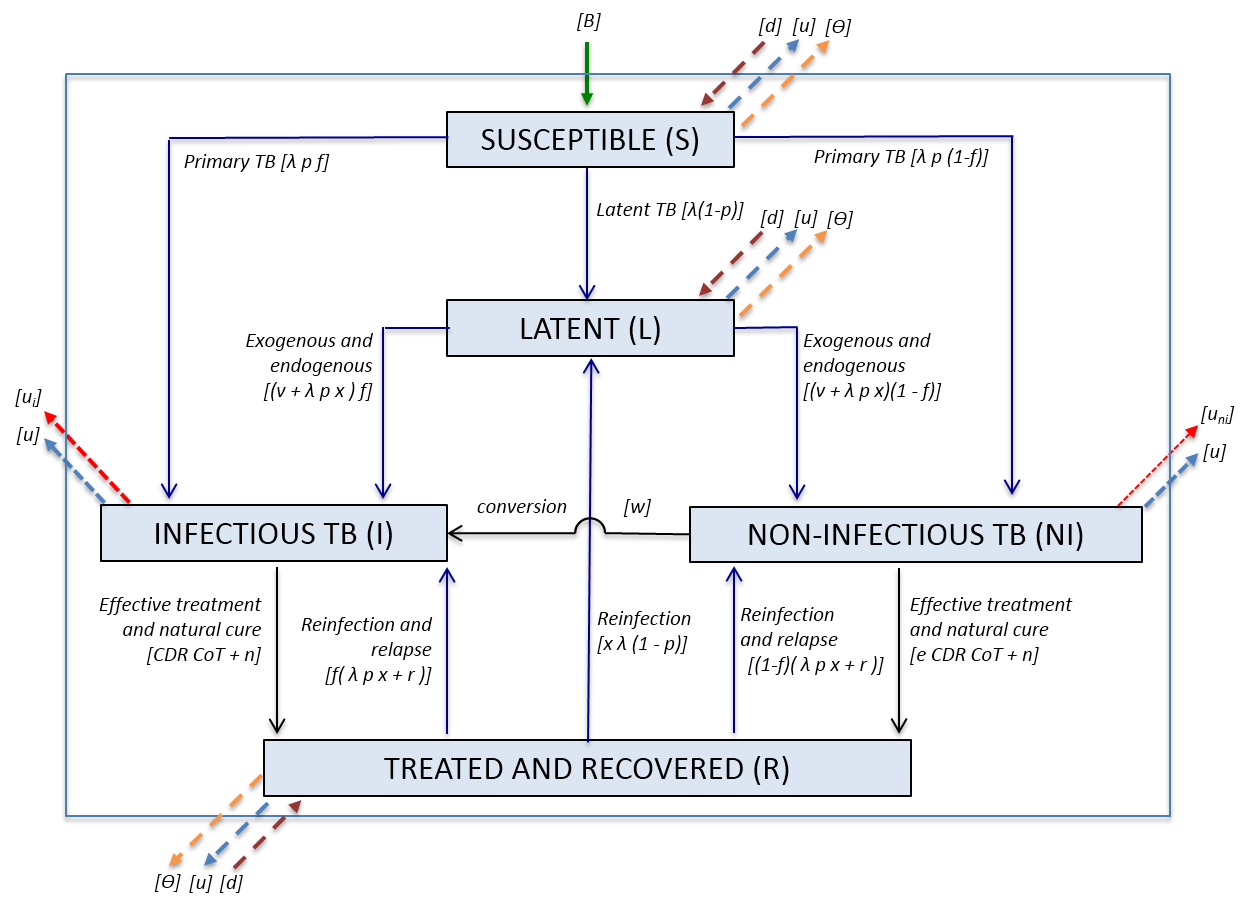 [B]
[d] [u] [Ɵ]
SUSCEPTIBLE (S)
Primary TB [λ p f]
Primary TB [λ p (1-f)]
Latent TB [λ(1-p)]
[d] [u] [Ɵ]
LATENT (L)
Exogenous and
endogenous
[(v + λ p x ) f]
Exogenous and
endogenous
[(v + λ p x)(1 - f)]
[uᵢ]
[u]
[uₙᵢ]
[u]
conversion [w]
INFECTIOUS TB (I)
NON-INFECTIOUS TB (NI)
Effective treatment
and natural cure
[CDR CoT + n]
Reinfection and
relapse
[f( λ p x + r )]
Reinfection
[x λ (1 - p)]
Reinfection
and relapse
[(1-f)( λ p x + r )]
Effective treatment
and natural cure
[e CDR CoT + n]
TREATED AND RECOVERED (R)
[Ɵ] [u] [d]